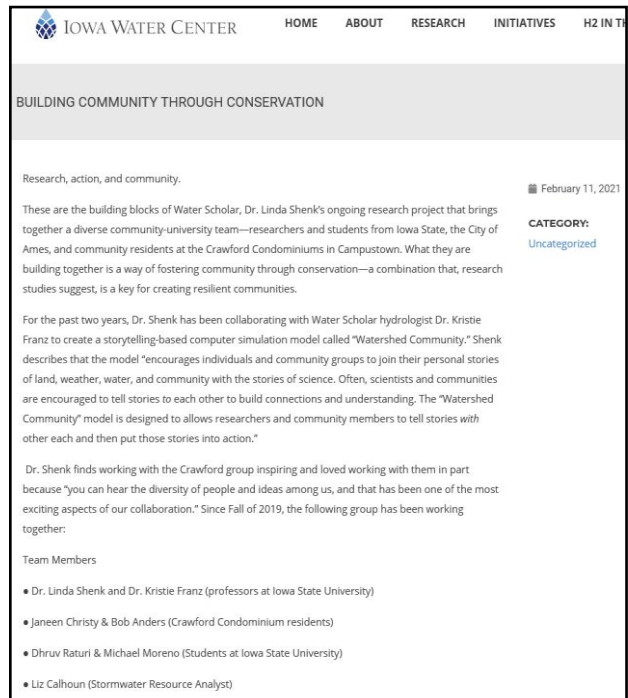 IOWA WATER CENTER
HOME ABOUT RESEARCH INITIATIVES H2 IN TH
BUILDING COMMUNITY THROUGH CONSERVATION
Research, action, and community.
February 11, 2021
These are the building blocks of Water Scholar, Dr. Linda Shenk's ongoing research project that brings
together a diverse community-university team—researchers and students from Iowa State, the City of
Ames, and community residents at the Crawford Condominiums in Campustown. What they are
building together is a way of fostering community through conservation—a combination that, research
studies suggest, is a key for creating resilient communities.
CATEGORY:
Uncategorized
For the past two years, Dr. Shenk has been collaborating with Water Scholar hydrologist Dr. Kristie
Franz to create a storytelling-based computer simulation model called "Watershed Community." Shenk
describes that the model "encourages individuals and community groups to join their personal stories
of land, weather, water, and community with the stories of science. Often, scientists and communities
are encouraged to tell stories to each other to build connections and understanding. The "Watershed
Community" model is designed to allows researchers and community members to tell stories with
other each and then put those stories into action."
Dr. Shenk finds working with the Crawford group inspiring and loved working with them in part
because "you can hear the diversity of people and ideas among us, and that has been one of the most
exciting aspects of our collaboration." Since Fall of 2019, the following group has been working
together:
Team Members
● Dr. Linda Shenk and Dr. Kristie Franz (professors at Iowa State University)
● Janeen Christy & Bob Anders (Crawford Condominium residents)
● Dhruv Raturi & Michael Moreno (Students at Iowa State University)
● Liz Calhoun (Stormwater Resource Analyst)